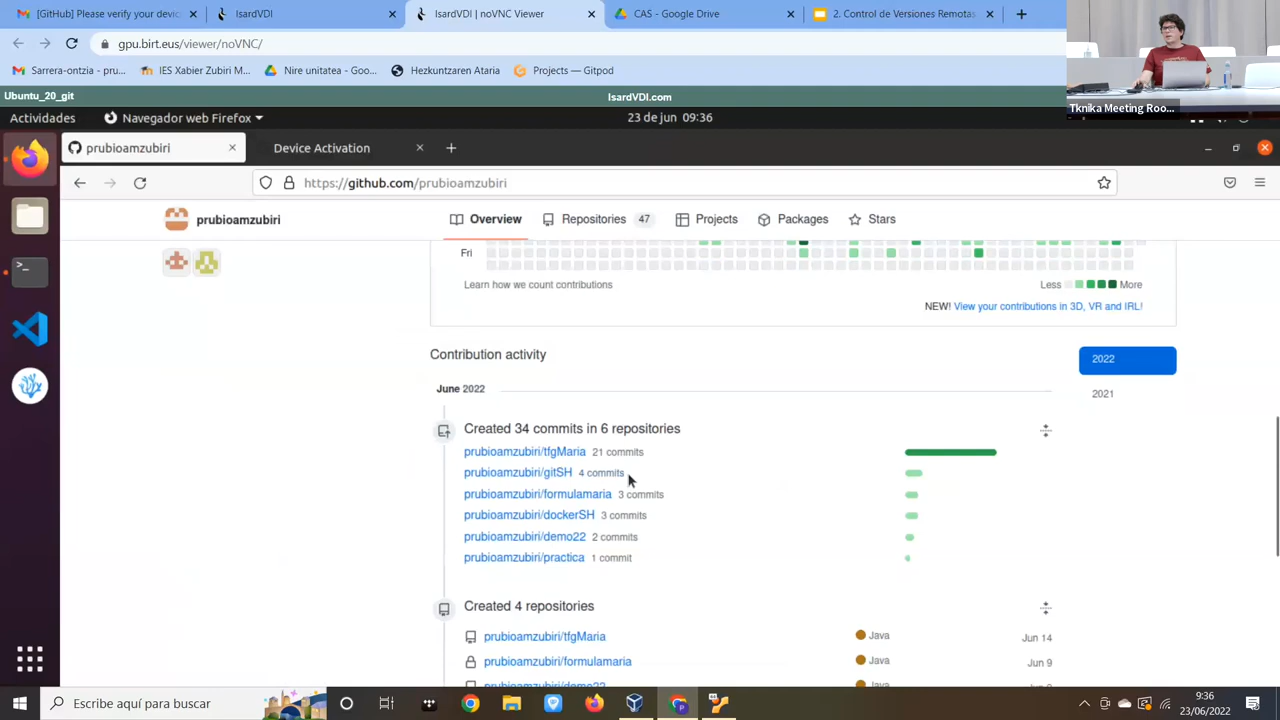 [GitHub] Please verify your device.
IsardVDI
IsardVDI | NoVNC
CAS - Google Drive
2. Control de Versiones Remotas
gpu.birt.eus/viewer/noVNC/
Sarrera-ontzia - pru...
IES Xabier Zubiri M...
Nire unitatea - Goo...
Hezkuntzaren Ataria
Projects — Gitpod
Ubuntu_20_git
IsardVDI.com
Tknika Meeting Roo...
Actividades
Navegador web Firefox
23 de jun 09:36
prubioamzubiri
Device Activation
https://github.com/prubioamzubiri
prubioamzubiri
Overview
Repositories 47
Projects
Packages
Stars
Fri
Learn how we count contributions
Less
More
NEW! View your contributions in 3D, VR and IRL!
Contribution activity
2022
2021
June 2022
Created 34 commits in 6 repositories
prubioamzubiri/tfgMaria 21 commits
prubioamzubiri/gitSH 4 commits
prubioamzubiri/formulamaria 3 commits
prubioamzubiri/dockerSH 3 commits
prubioamzubiri/demo22 2 commits
prubioamzubiri/practica 1 commit
Created 4 repositories
prubioamzubiri/tfgMaria Java Jun 14
prubioamzubiri/formulamaria Java Jun 9
prubioamzubiri/demo22 Java
Escribe aquí para buscar
9:36
23/06/2022